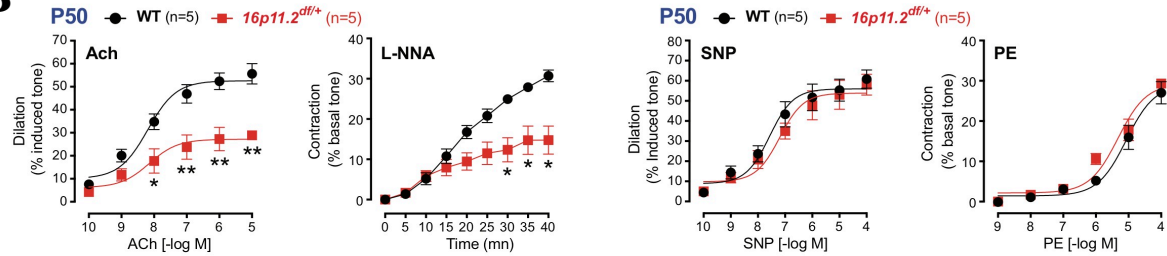 P50 WT (n=5) 16p11.2df/+ (n=5)
Ach
Dilation
(% induced tone)
70
60
50
40
30
20
10
0
* ** ** **
10 9 8 7 6 5
ACh [-log M]
L-NNA
Contraction
(% basal tone)
40
30
20
10
0
* * *
0 5 10 15 20 25 30 35 40
Time (mn)
P50 WT (n=5) 16p11.2df/+ (n=5)
SNP
Dilation
(% Induced tone)
80
70
60
50
40
30
20
10
0
10 9 8 7 6 5 4
SNP [-log M]
PE
Contraction
(% basal tone)
40
30
20
10
0
9 8 7 6 5 4
PE [-log M]